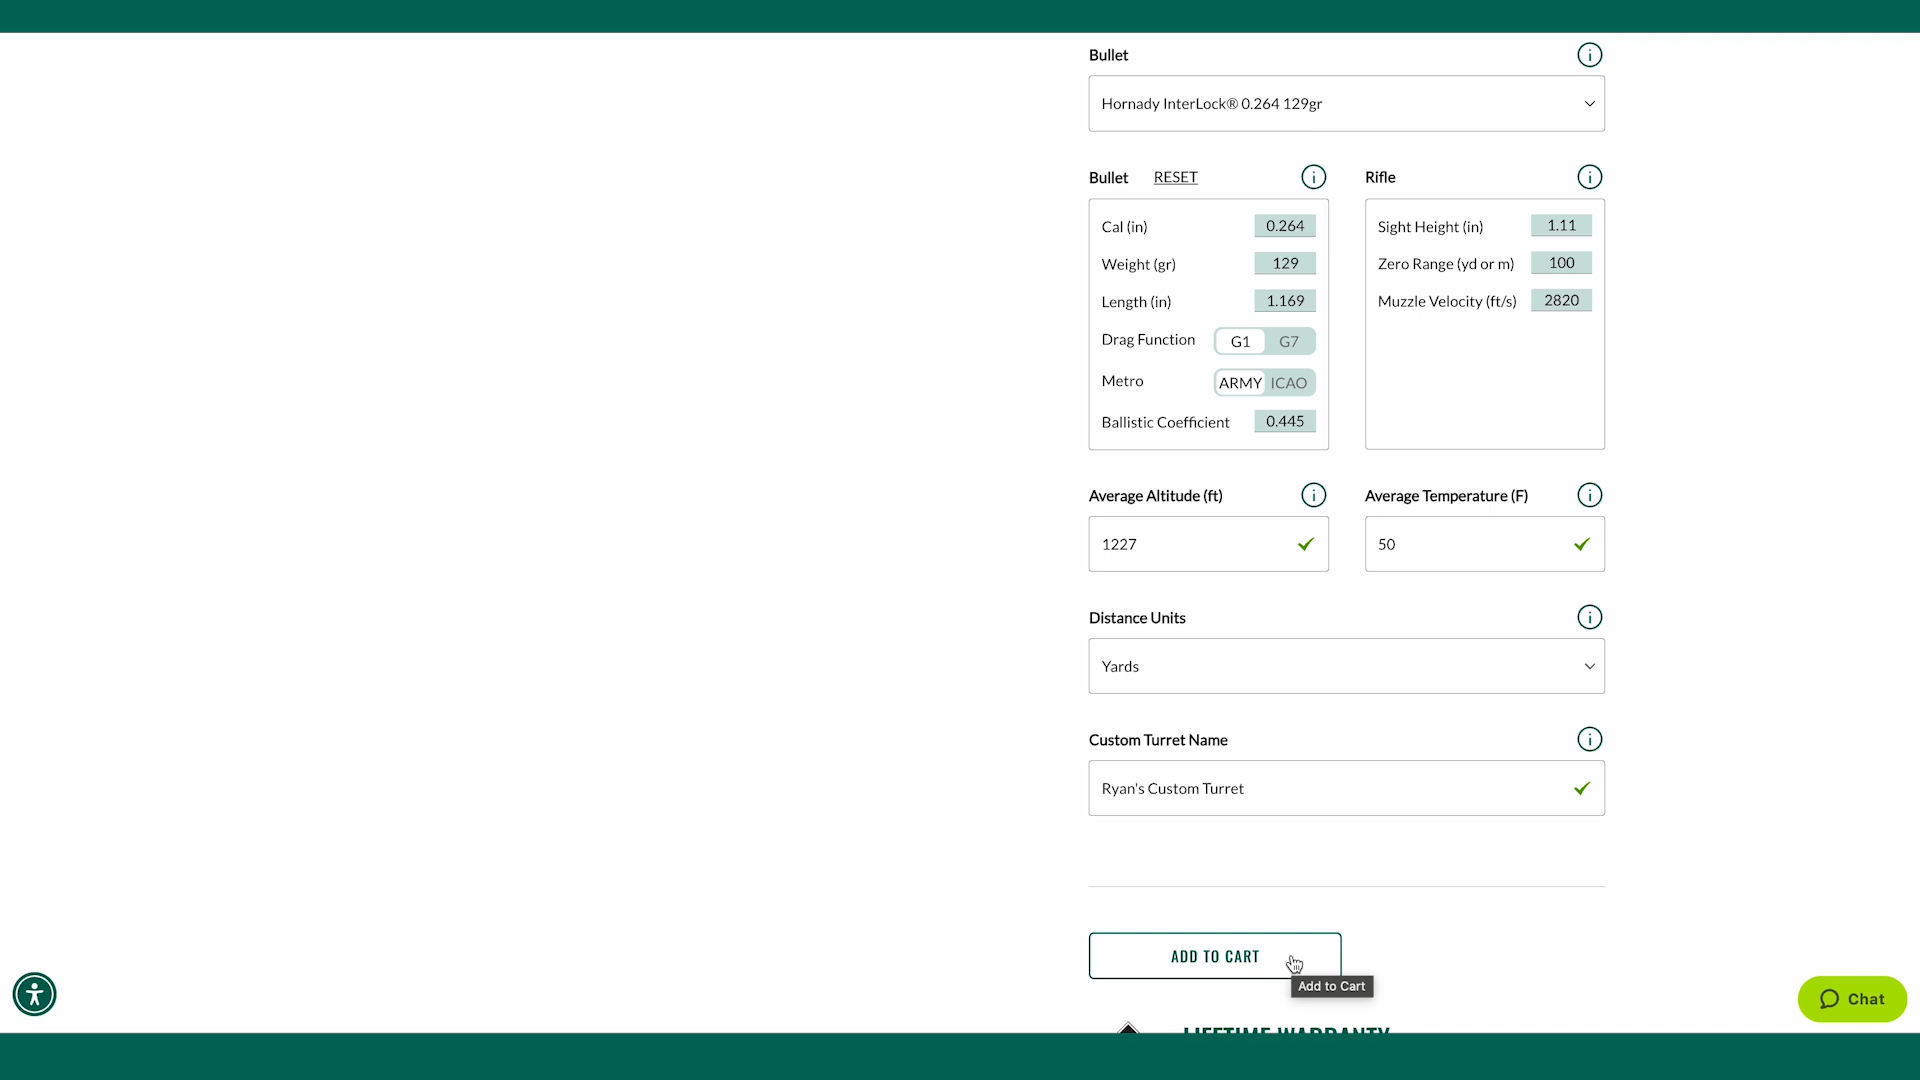 Bullet
Hornady InterLock® 0.264 129gr
Bullet RESET
Cal (in) 0.264
Weight (gr) 129
Length (in) 1.169
Drag Function G1 G7
Metro ARMY ICAO
Ballistic Coefficient 0.445
Rifle
Sight Height (in) 1.11
Zero Range (yd or m) 100
Muzzle Velocity (ft/s) 2820
Average Altitude (ft)
1227
Average Temperature (F)
50
Distance Units
Yards
Custom Turret Name
Ryan's Custom Turret
ADD TO CART
Add to Cart
Chat
LIFETIME WARRANTY